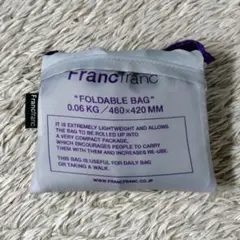 Francfranc
"FOLDABLE BAG"
0.06 KG／460×420 MM
IT IS EXTREMELY LIGHTWEIGHT AND ALLONS
THE BAG TO BE ROLLED UP INTO
A VERY COMPACT PACKAGE,
WHICH ENCOURAGES PEOPLE TO CARRY
THEM WITH THEM AND INCREASES RE-USE.
THIS BAG IS USEFUL FOR DAILY BAG
OR TAKING A WALK.
WWW.FRANCFRANC.CO.JP
Francfranc